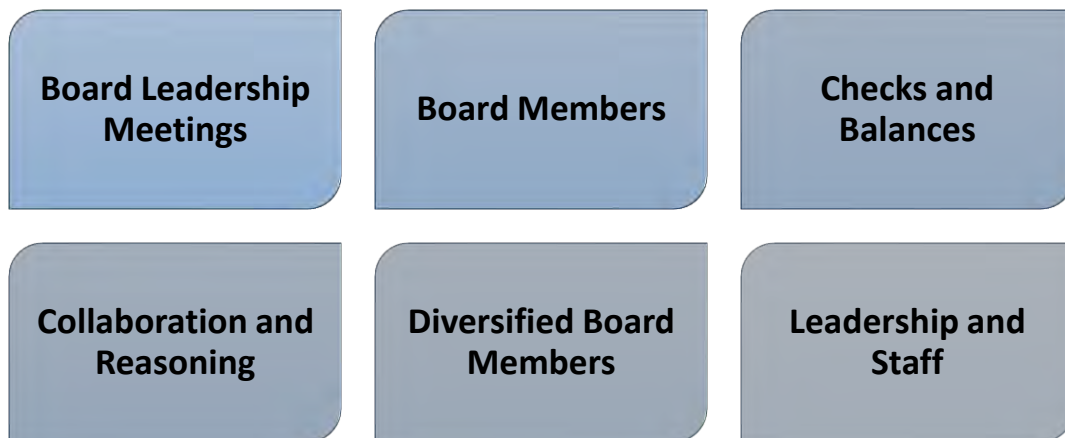 Board Leadership
Meetings
Board Members
Checks and
Balances
Collaboration and
Reasoning
Diversified Board
Members
Leadership and
Staff